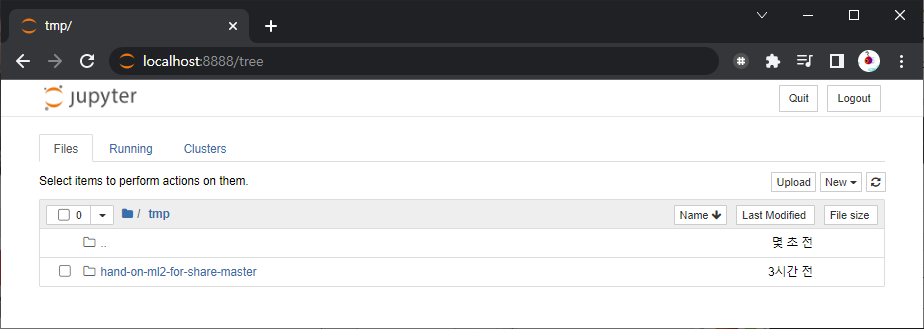 tmp/
localhost:8888/tree
jupyter
Quit
Logout
Files
Running
Clusters
Select items to perform actions on them.
Upload
New
0
/ tmp
Name
Last Modified
File size
..
몇 초 전
hand-on-ml2-for-share-master
3시간 전